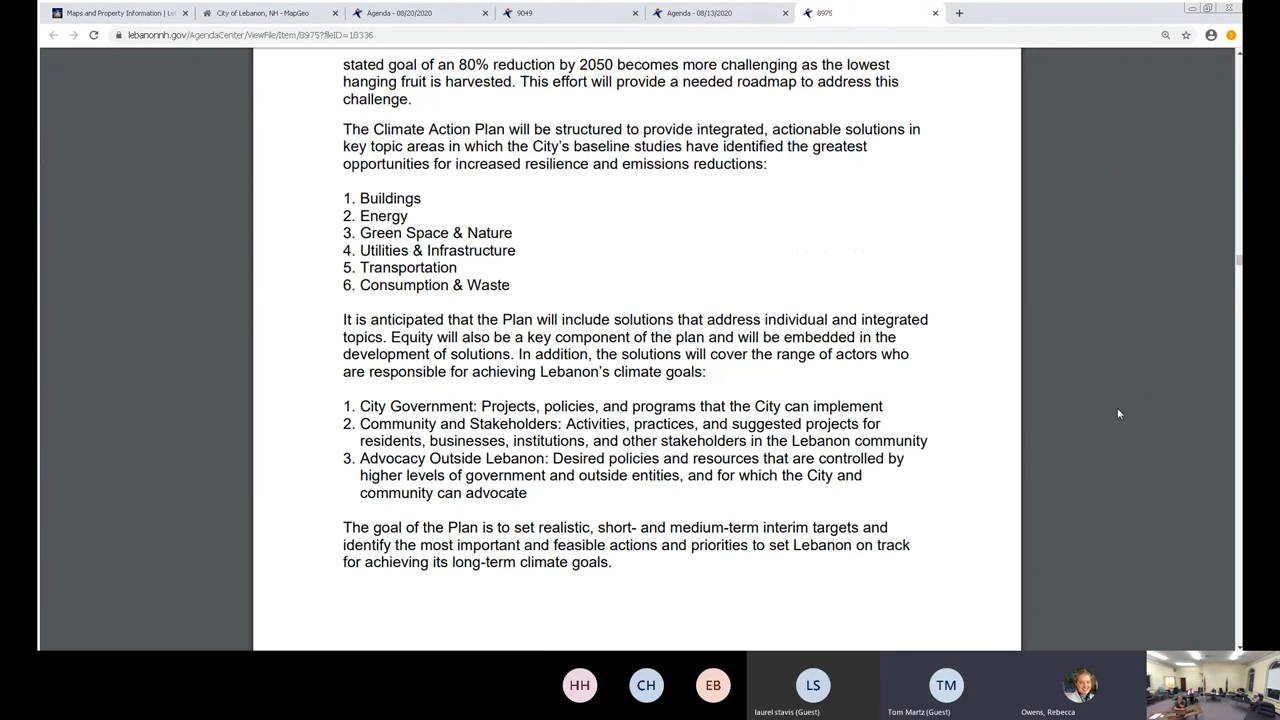 Maps and Property Information | Le
City of Lebanon, NH - MapGeo
Agenda - 08/20/2020
9049
Agenda - 08/13/2020
8975
lebanonnh.gov/AgendaCenter/ViewFile/Item/8975?fileID=18336
stated goal of an 80% reduction by 2050 becomes more challenging as the lowest
hanging fruit is harvested. This effort will provide a needed roadmap to address this
challenge.
The Climate Action Plan will be structured to provide integrated, actionable solutions in
key topic areas in which the City's baseline studies have identified the greatest
opportunities for increased resilience and emissions reductions:
1. Buildings
2. Energy
3. Green Space & Nature
4. Utilities & Infrastructure
5. Transportation
6. Consumption & Waste
It is anticipated that the Plan will include solutions that address individual and integrated
topics. Equity will also be a key component of the plan and will be embedded in the
development of solutions. In addition, the solutions will cover the range of actors who
are responsible for achieving Lebanon's climate goals:
1. City Government: Projects, policies, and programs that the City can implement
2. Community and Stakeholders: Activities, practices, and suggested projects for
residents, businesses, institutions, and other stakeholders in the Lebanon community
3. Advocacy Outside Lebanon: Desired policies and resources that are controlled by
higher levels of government and outside entities, and for which the City and
community can advocate
The goal of the Plan is to set realistic, short- and medium-term interim targets and
identify the most important and feasible actions and priorities to set Lebanon on track
for achieving its long-term climate goals.
HH
CH
EB
LS
TM
laurel stavis (Guest)
Tom Martz (Guest)
Owens, Rebecca